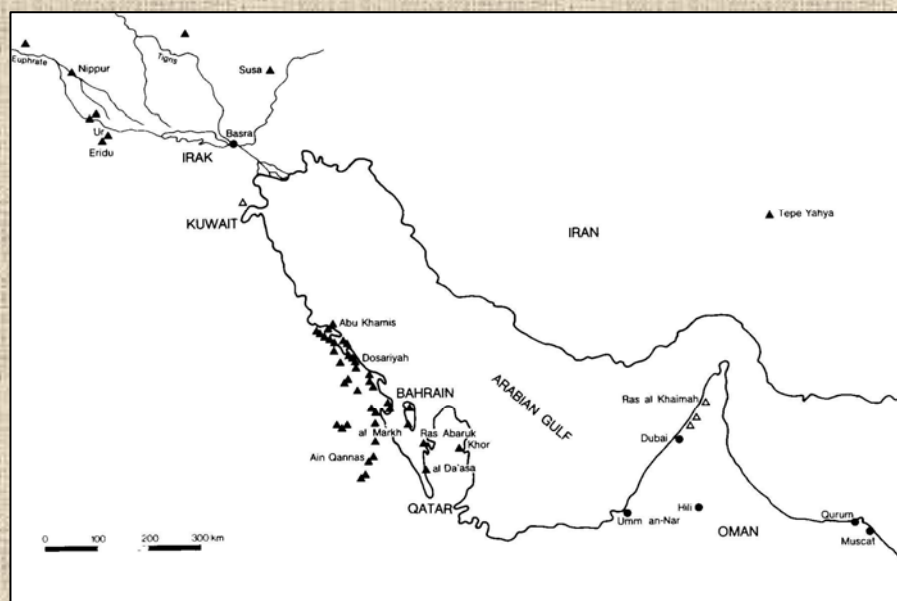 Euphrate
Nippur
Tigris
Susa
Ur
Eridu
Basra
IRAK
KUWAIT
IRAN
Tepe Yahya
Abu Khamis
Dosariyah
BAHRAIN
ARABIAN GULF
al Markh
Ras Abaruk
Khor
Ain Qannas
al Da'asa
QATAR
Ras al Khaimah
Dubai
Hili
Umm an-Nar
OMAN
Qurum
Muscat
0 100 200 300 km